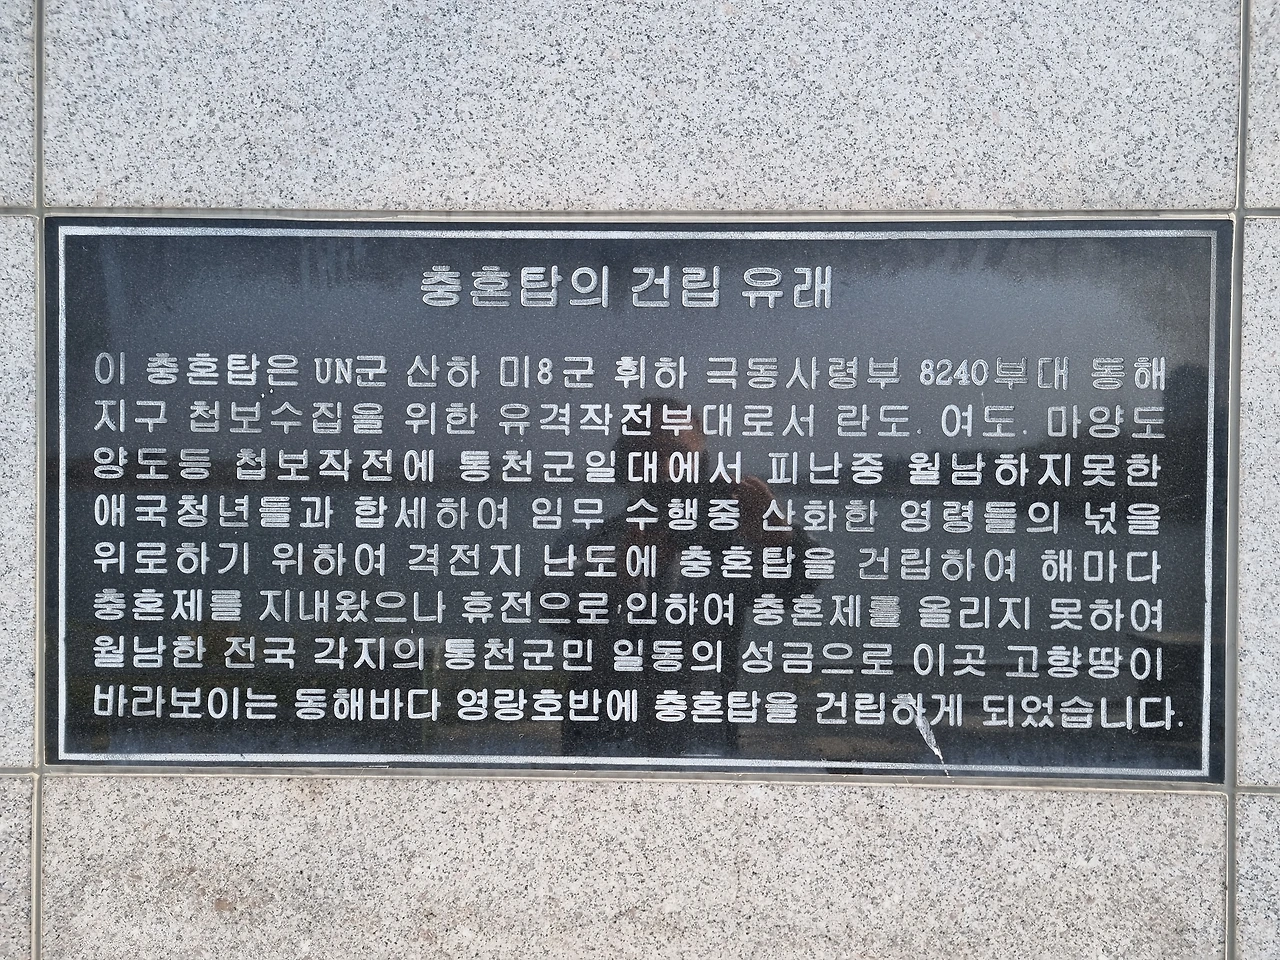 충혼탑의 건립 유래
이 충혼탑은 UN군 산하 미8군 휘하 극동사령부 8240부대 동해
지구 첩보수집을 위한 유격작전부대로서 란도. 여도. 마양도
양도등 첩보작전에 통천군일대에서 피난중 월남하지못한
애국청년들과 합세하여 임무 수행중 산화한 영령들의 넋을
위로하기 위하여 격전지 난도에 충혼탑을 건립하여 해마다
충혼제를 지내왔으나 휴전으로 인하여 충혼제를 올리지 못하여
월남한 전국 각지의 통천군민 일동의 성금으로 이곳 고향땅이
바라보이는 동해바다 영랑호반에 충혼탑을 건립하게 되었습니다.